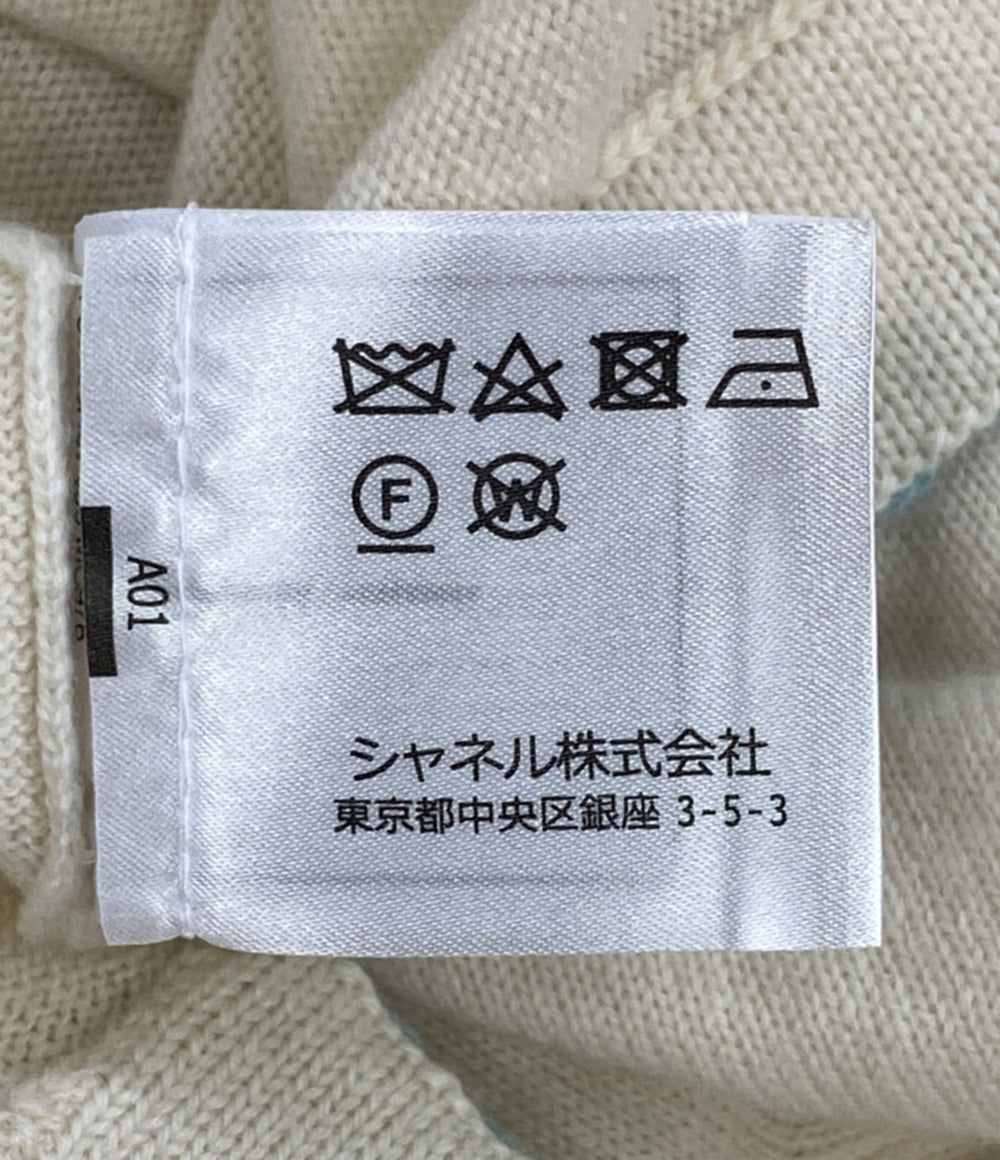 F W
A01
シャネル株式会社
東京都中央区銀座 3-5-3